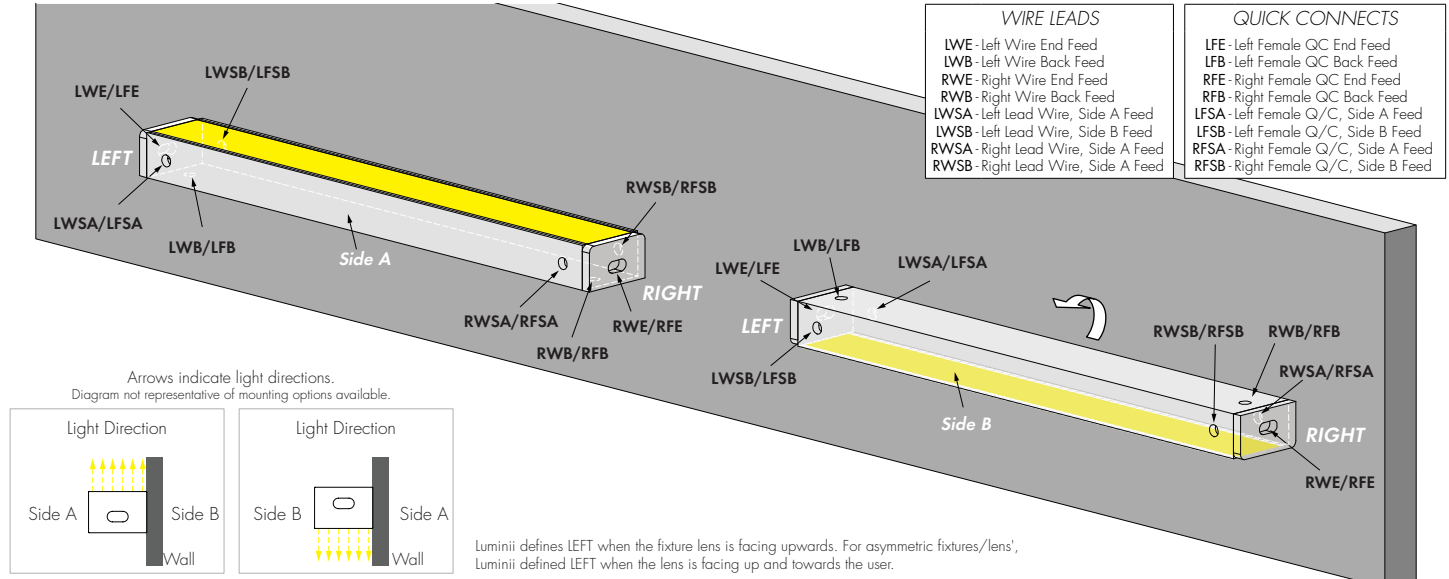 WIRE LEADS
LWE - Left Wire End Feed
LWB - Left Wire Back Feed
RWE - Right Wire End Feed
RWB - Right Wire Back Feed
LWSA - Left Lead Wire, Side A Feed
LWSB - Left Lead Wire, Side B Feed
RWSA - Right Lead Wire, Side A Feed
RWSB - Right Lead Wire, Side A Feed
QUICK CONNECTS
LFE - Left Female QC End Feed
LFB - Left Female QC Back Feed
RFE - Right Female QC End Feed
RFB - Right Female QC Back Feed
LFSA - Left Female Q/C, Side A Feed
LFSB - Left Female Q/C, Side B Feed
RFSA - Right Female Q/C, Side A Feed
RFSB - Right Female Q/C, Side B Feed
LWSB/LFSB
LWE/LFE
LEFT
LWSA/LFSA
LWB/LFB
Side A
RWSB/RFSB
RIGHT
RWSA/RFSA
RWE/RFE
RWB/RFB
LWB/LFB
LWE/LFE
LWSA/LFSA
LEFT
LWSB/LFSB
Side B
RWSB/RFSB
RWB/RFB
RWSA/RFSA
RIGHT
RWE/RFE
Arrows indicate light directions.
Diagram not representative of mounting options available.
Light Direction
Side A
Side B
Wall
Light Direction
Side B
Side A
Wall
Luminii defines LEFT when the fixture lens is facing upwards. For asymmetric fixtures/lens',
Luminii defined LEFT when the lens is facing up and towards the user.